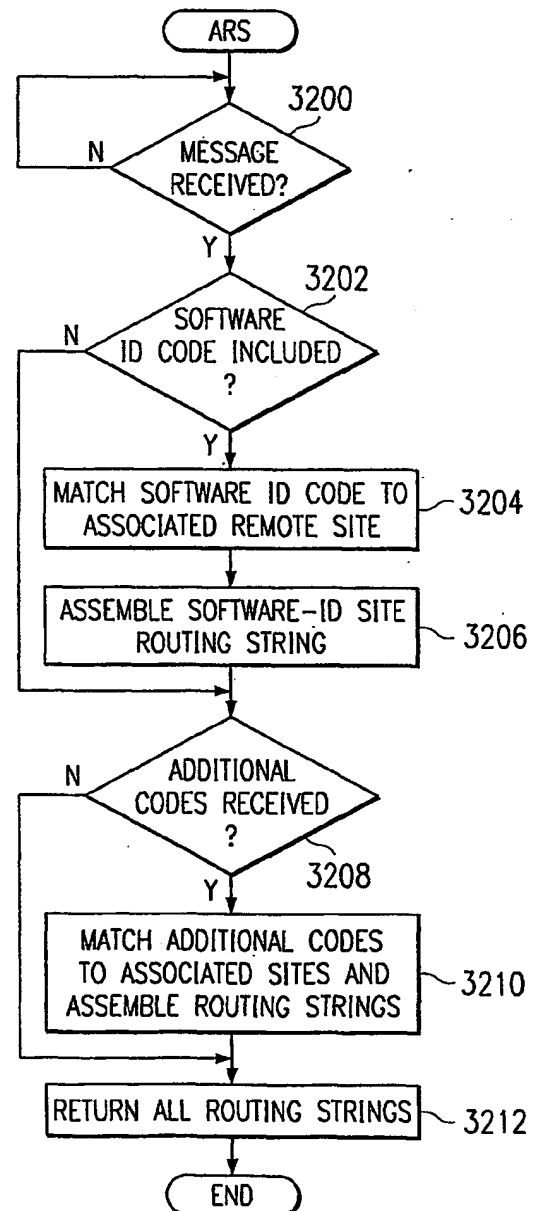 ARS
3200
N
MESSAGE
RECEIVED?
Y
3202
N
SOFTWARE
ID CODE INCLUDED
?
Y
MATCH SOFTWARE ID CODE TO
ASSOCIATED REMOTE SITE
3204
ASSEMBLE SOFTWARE-ID SITE
ROUTING STRING
3206
N
ADDITIONAL
CODES RECEIVED
?
3208
Y
MATCH ADDITIONAL CODES
TO ASSOCIATED SITES AND
ASSEMBLE ROUTING STRINGS
3210
RETURN ALL ROUTING STRINGS
3212
END